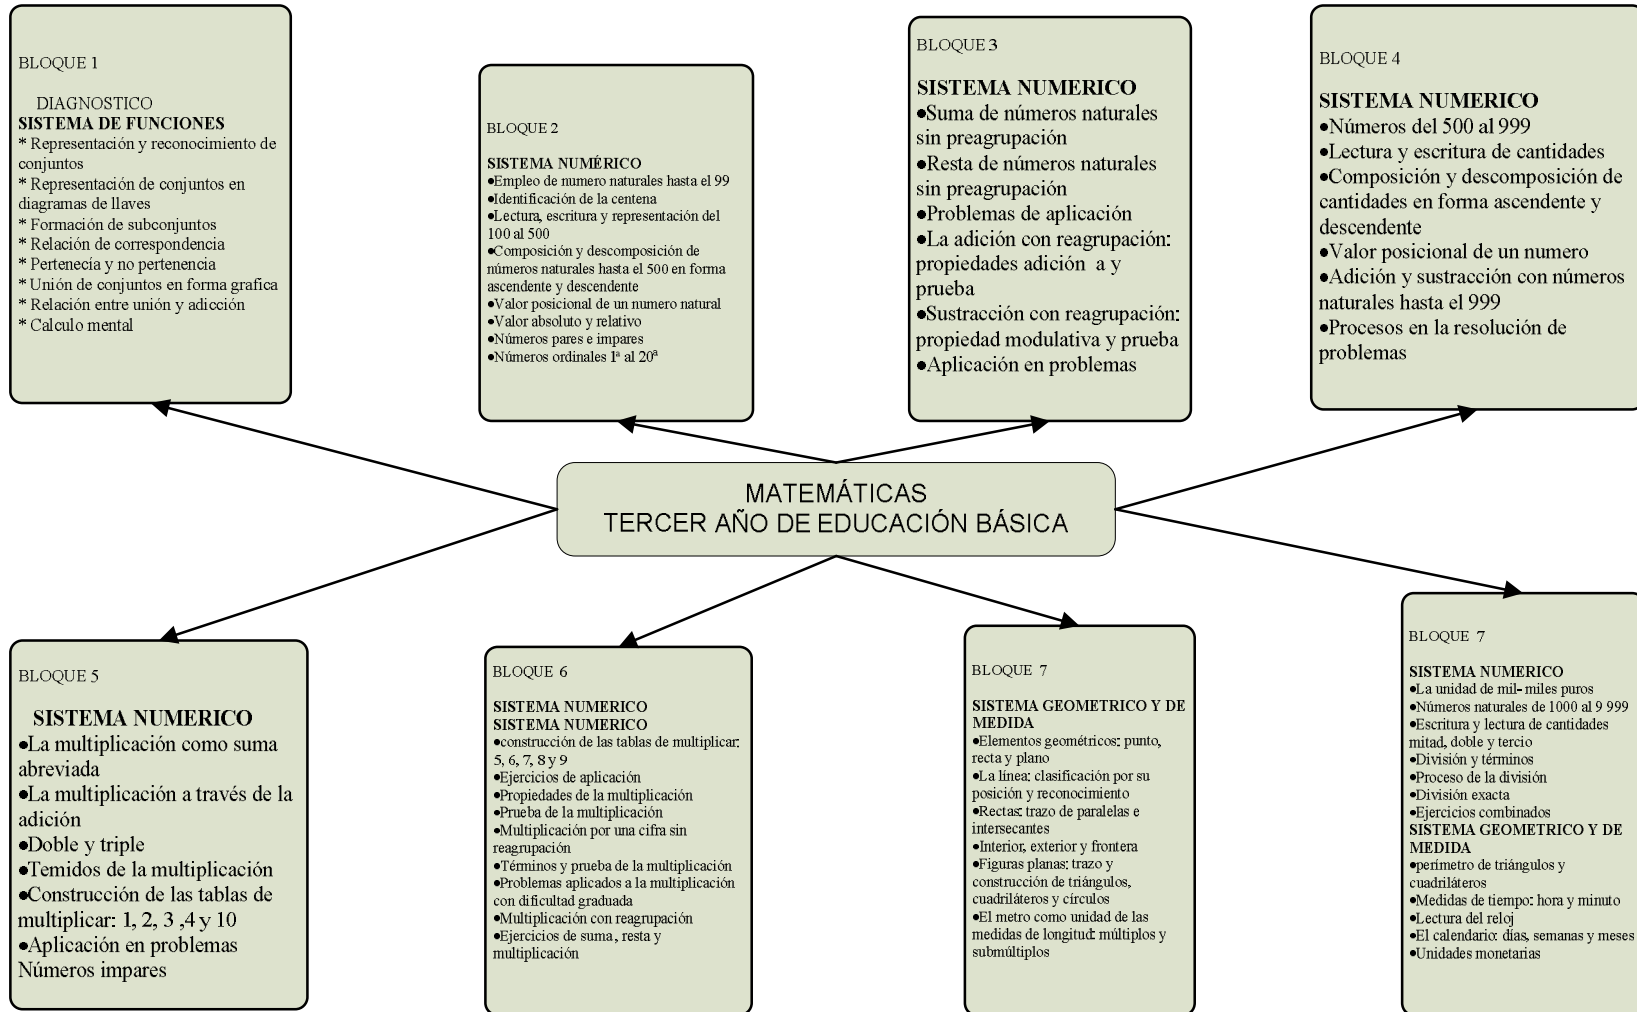 BLOQUE 1
DIAGNOSTICO
SISTEMA DE FUNCIONES
* Representación y reconocimiento de
conjuntos
* Representación de conjuntos en
diagramas de llaves
* Formación de subconjuntos
* Relación de correspondencia
* Pertenecía y no pertenencia
* Unión de conjuntos en forma grafica
* Relación entre unión y adicción
* Calculo mental
BLOQUE 2
SISTEMA NUMÉRICO
•Empleo de numero naturales hasta el 99
•Identificación de la centena
•Lectura, escritura y representación del
100 al 500
•Composición y descomposición de
números naturales hasta el 500 en forma
ascendente y descendente
•Valor posicional de un numero natural
•Valor absoluto y relativo
•Números pares e impares
•Números ordinales 1ª al 20ª
BLOQUE 3
SISTEMA NUMERICO
•Suma de números naturales
sin preagrupación
•Resta de números naturales
sin preagrupación
•Problemas de aplicación
•La adición con reagrupación:
propiedades adición a y
prueba
•Sustracción con reagrupación:
propiedad modulativa y prueba
•Aplicación en problemas
BLOQUE 4
SISTEMA NUMERICO
•Números del 500 al 999
•Lectura y escritura de cantidades
•Composición y descomposición de
cantidades en forma ascendente y
descendente
•Valor posicional de un numero
•Adición y sustracción con números
naturales hasta el 999
•Procesos en la resolución de
problemas
MATEMÁTICAS
TERCER AÑO DE EDUCACIÓN BÁSICA
BLOQUE 5
SISTEMA NUMERICO
•La multiplicación como suma
abreviada
•La multiplicación a través de la
adición
•Doble y triple
•Temidos de la multiplicación
•Construcción de las tablas de
multiplicar: 1, 2, 3 ,4 y 10
•Aplicación en problemas
Números impares
BLOQUE 6
SISTEMA NUMERICO
SISTEMA NUMERICO
•construcción de las tablas de multiplicar:
5, 6, 7, 8 y 9
•Ejercicios de aplicación
•Propiedades de la multiplicación
•Prueba de la multiplicación
•Multiplicación por una cifra sin
reagrupación
•Términos y prueba de la multiplicación
•Problemas aplicados a la multiplicación
con dificultad graduada
•Multiplicación con reagrupación
•Ejercicios de suma, resta y
multiplicación
BLOQUE 7
SISTEMA GEOMETRICO Y DE
MEDIDA
•Elementos geométricos: punto,
recta y plano
•La línea: clasificación por su
posición y reconocimiento
•Rectas: trazo de paralelas e
intersecantes
•Interior, exterior y frontera
•Figuras planas: trazo y
construcción de triángulos,
cuadriláteros y círculos
•El metro como unidad de las
medidas de longitud: múltiplos y
submúltiplos
BLOQUE 7
SISTEMA NUMERICO
•La unidad de mil- miles puros
•Números naturales de 1000 al 9 999
•Escritura y lectura de cantidades
mitad, doble y tercio
•División y términos
•Proceso de la división
•División exacta
•Ejercicios combinados
SISTEMA GEOMETRICO Y DE
MEDIDA
•perímetro de triángulos y
cuadriláteros
•Medidas de tiempo: hora y minuto
•Lectura del reloj
•El calendario: días, semanas y meses
•Unidades monetarias